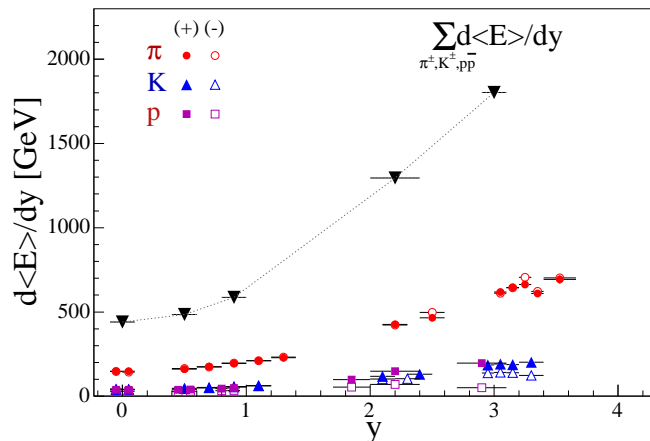 (+) (-)
π
K
p
∑d<E>/dy
π±,K±,pp̅
d<E>/dy [GeV]
2000
1500
1000
500
0
0 1 2 3 4
y